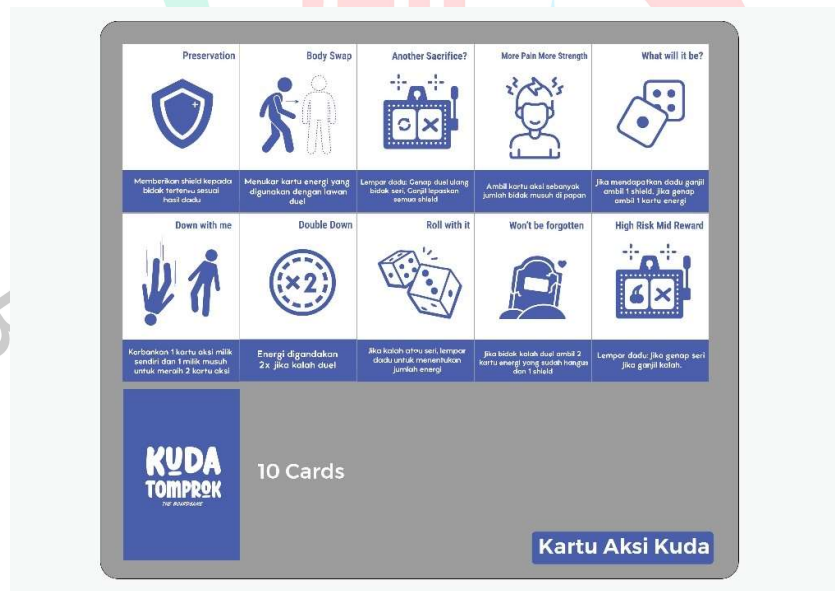 Preservation
Memberikan shield kepada
bidak tertentu sesuai
hasil dadu
Body Swap
Menukar kartu energi yang
digunakan dengan lawan
duel
Another Sacrifice?
Lempar dadu: Genap duel ulang
bidak seri, Ganjil lepaskan
semua shield
More Pain More Strength
Ambil kartu aksi sebanyak
jumlah bidak musuh di papan
What will it be?
Jika mendapatkan dadu ganjil
ambil 1 shield. jika genap
ambil 1 kartu energi
Down with me
Korbankan 1 kartu aksi milik
sendiri dan 1 milik musuh
untuk meraih 2 kartu aksi
Double Down
×2
Energi digandakan
2x jika kalah duel
Roll with it
Jika kalah atau seri, lempar
dadu untuk menentukan
jumlah energi
Won't be forgotten
Jika bidak kalah duel ambil 2
kartu energi yang sudah hangus
dan 1 shield
High Risk Mid Reward
Lempar dadu: Jika genap seri
jika ganjil kalah.
KUDA
TOMPROK
THE BOARDGAME
10 Cards
Kartu Aksi Kuda